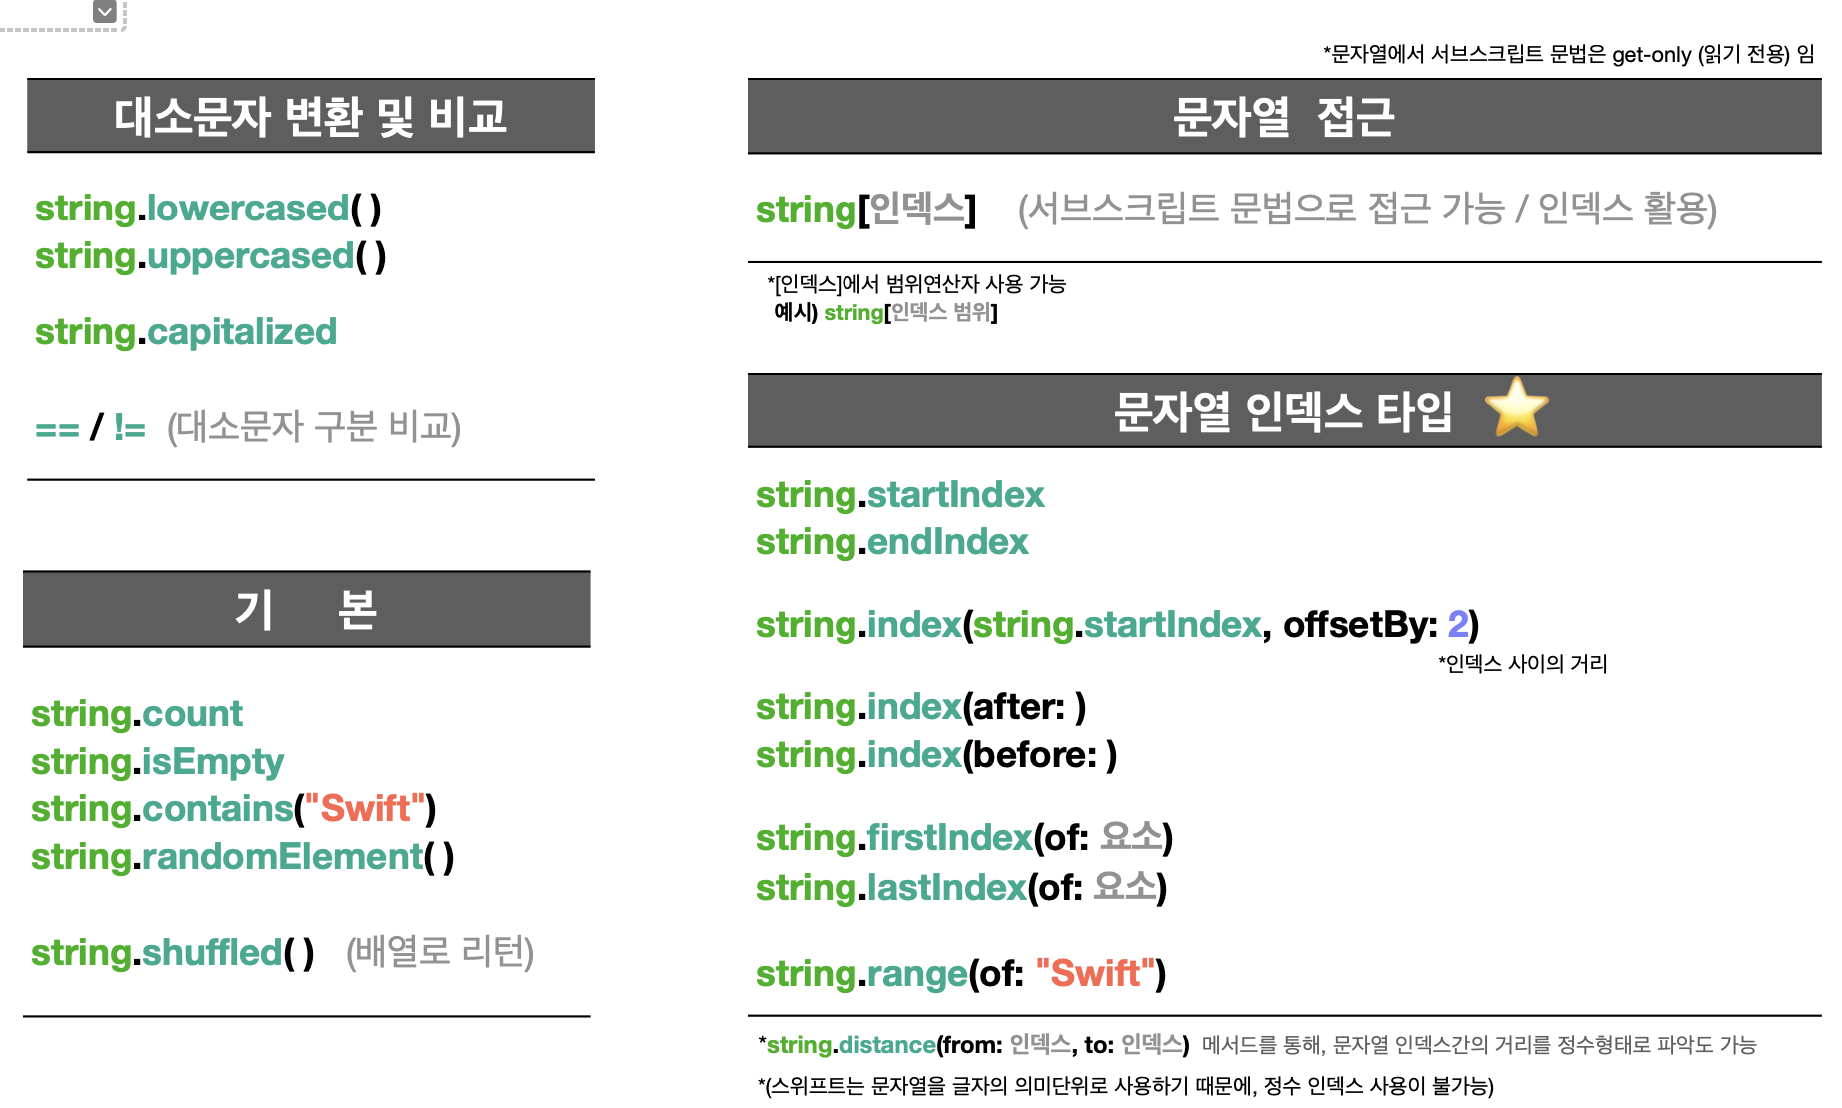 대소문자 변환 및 비교
string.lowercased( )
string.uppercased( )
string.capitalized
== / != (대소문자 구분 비교)
기 본
string.count
string.isEmpty
string.contains("Swift")
string.randomElement( )
string.shuffled( ) (배열로 리턴)
*문자열에서 서브스크립트 문법은 get-only (읽기 전용) 임
문자열 접근
string[인덱스] (서브스크립트 문법으로 접근 가능 / 인덱스 활용)
*[인덱스]에서 범위연산자 사용 가능
예시) string[인덱스 범위]
문자열 인덱스 타입
string.startIndex
string.endIndex
string.index(string.startIndex, offsetBy: 2)
*인덱스 사이의 거리
string.index(after: )
string.index(before: )
string.firstIndex(of: 요소)
string.lastIndex(of: 요소)
string.range(of: "Swift")
*string.distance(from: 인덱스, to: 인덱스) 메서드를 통해, 문자열 인덱스간의 거리를 정수형태로 파악도 가능
*(스위프트는 문자열을 글자의 의미단위로 사용하기 때문에, 정수 인덱스 사용이 불가능)